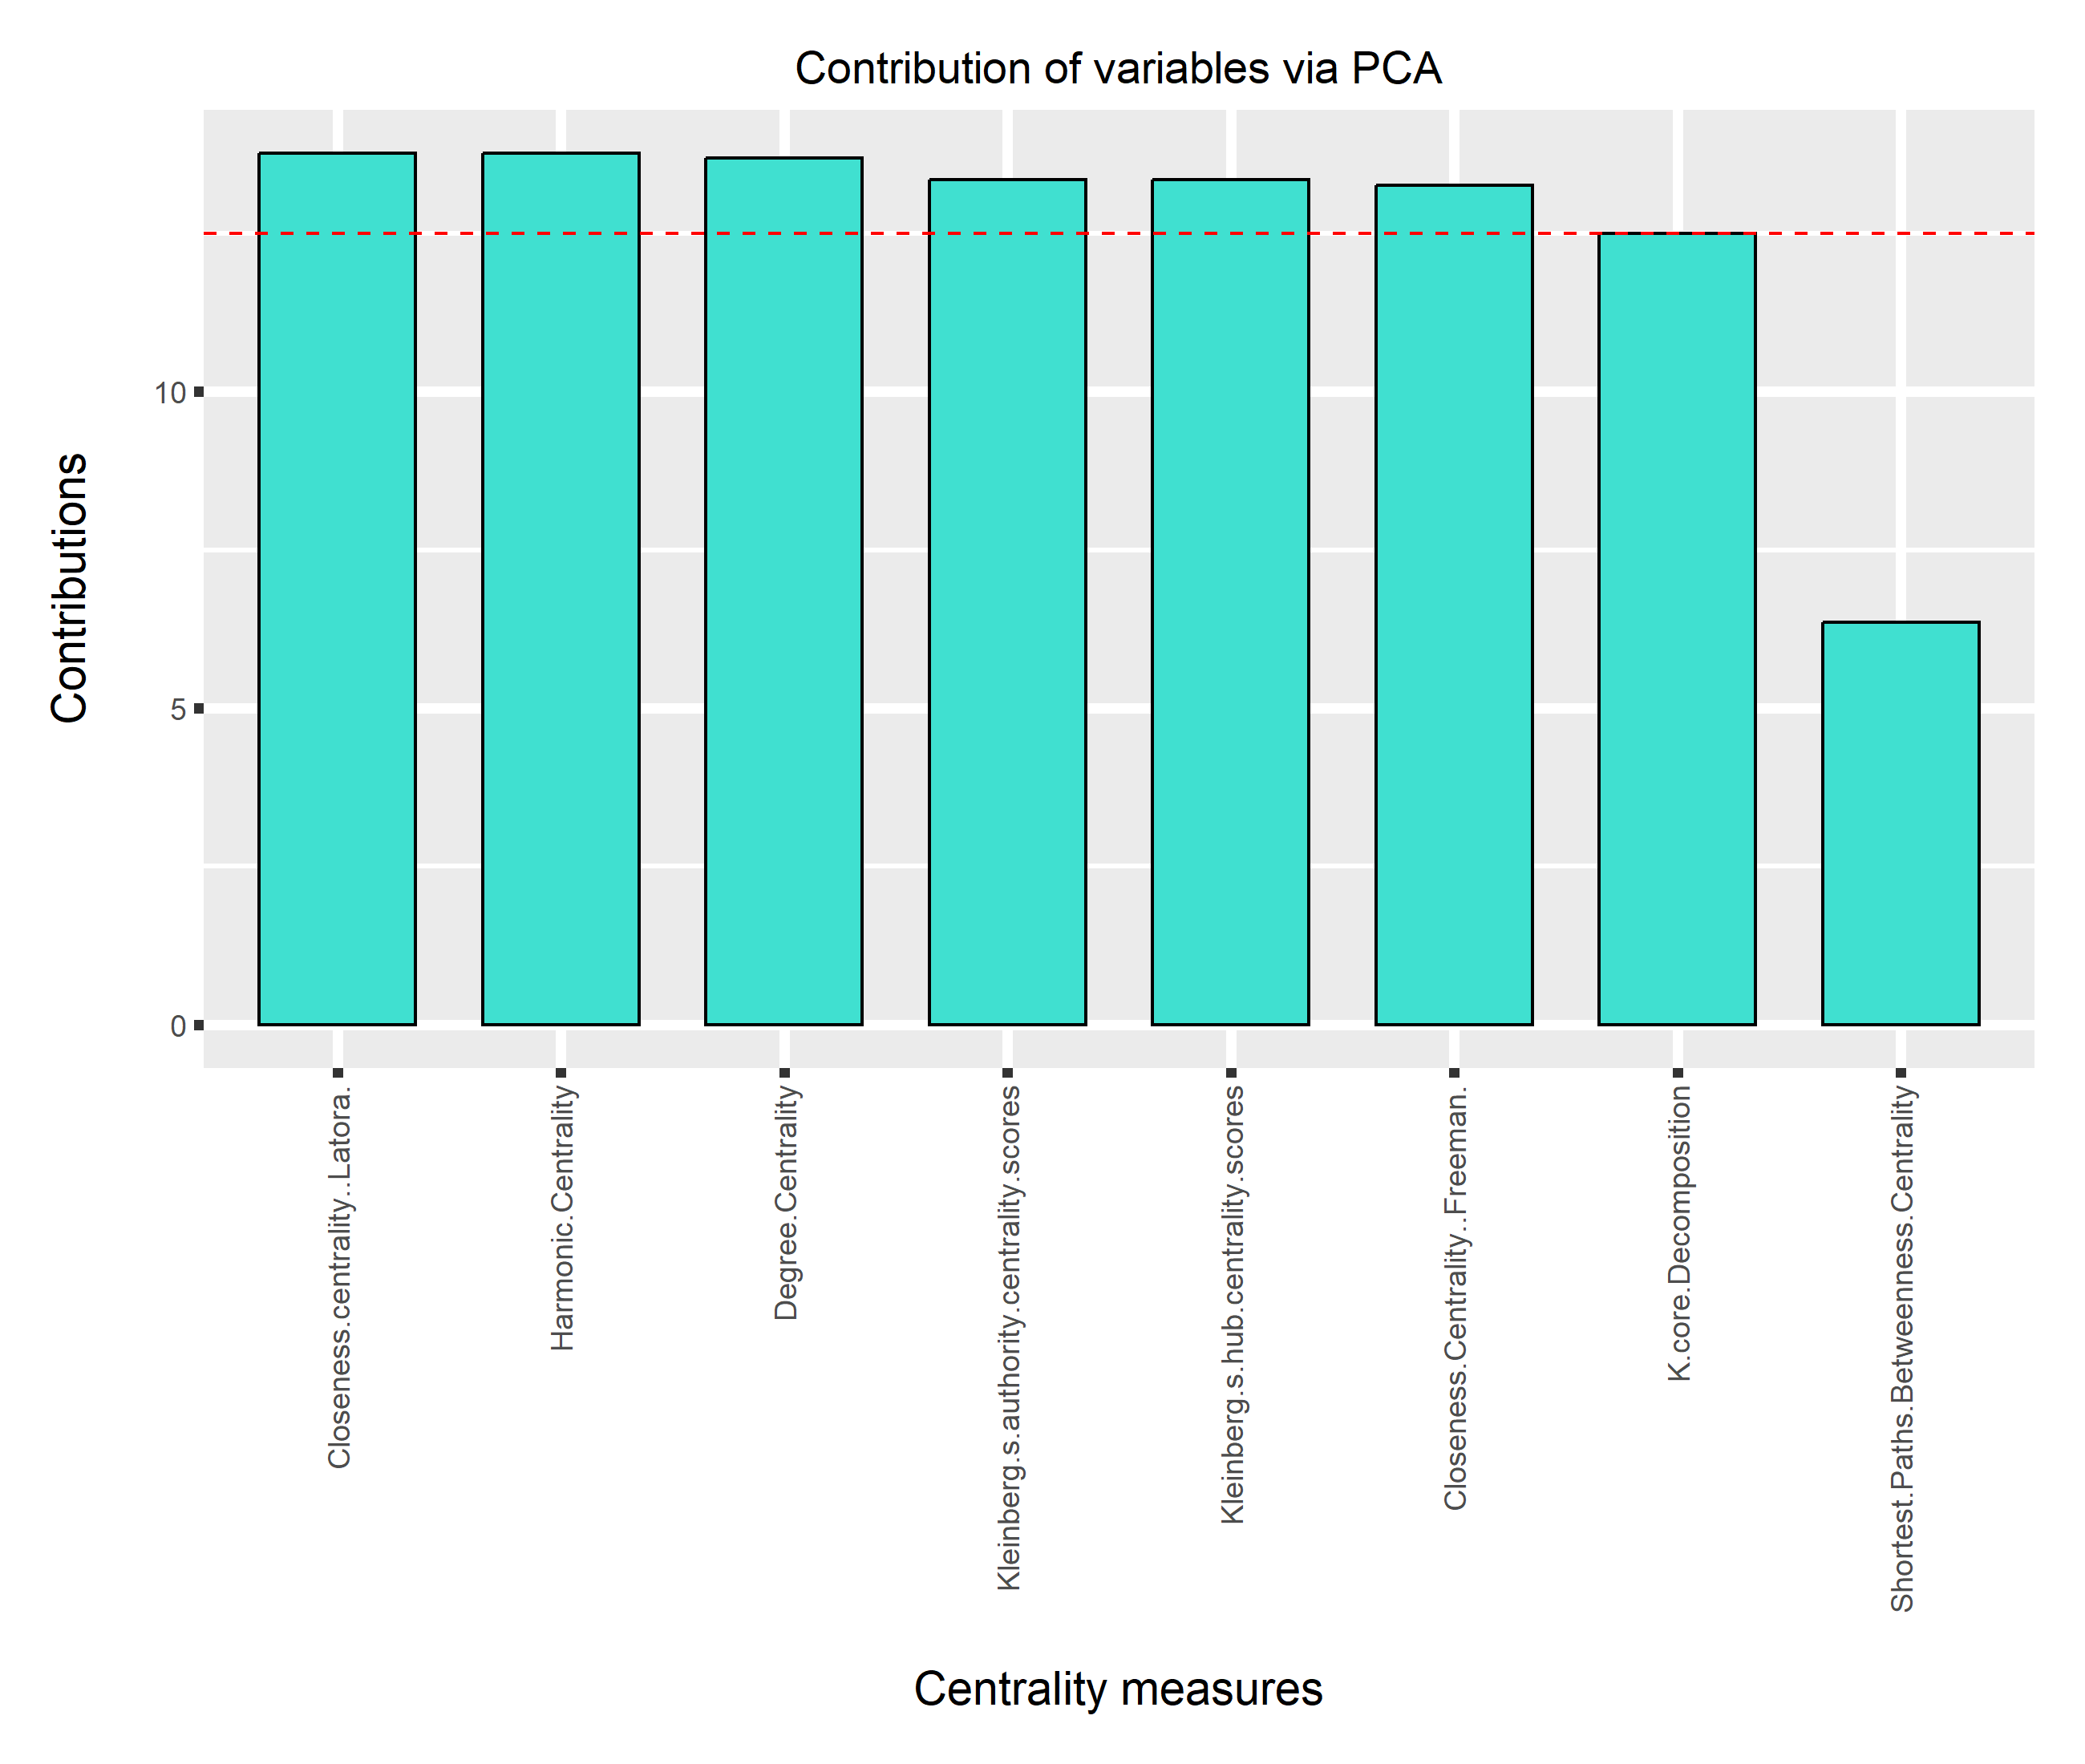 Contribution of variables via PCA
Contributions
10
5
0
Closeness.centrality..Latora.
Harmonic.Centrality
Degree.Centrality
Kleinberg.s.authority.centrality.scores
Kleinberg.s.hub.centrality.scores
Closeness.Centrality..Freeman.
K.core.Decomposition
Shortest.Paths.Betweenness.Centrality
Centrality measures